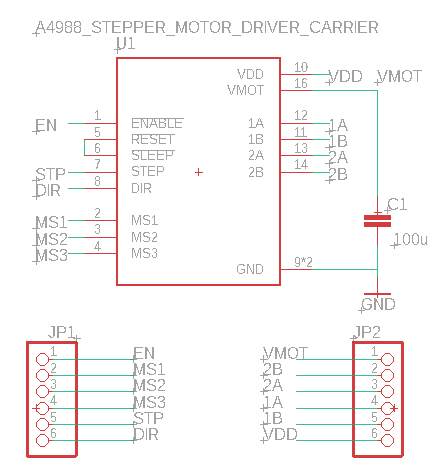 A4988_STEPPER_MOTOR_DRIVER_CARRIER
U1
VDD 10 VDD VMOT
VMOT 16
EN 1 ENABLE 1A 12 1A
5 RESET 1B 11 1B
6 SLEEP 2A 13 2A
STP 7 STEP 2B 14 2B
DIR 8 DIR
C1
MS1 2 MS1
MS2 3 MS2 100u
MS3 4 MS3
GND 9*2
GND
JP1 JP2
1 EN VMOT 1
2 MS1 2B 2
3 MS2 2A 3
4 MS3 1A 4
5 STP 1B 5
6 DIR VDD 6